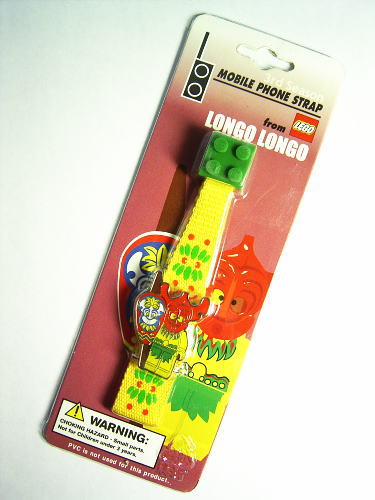 3rd Season
MOBILE PHONE STRAP
from LEGO
LONGO LONGO
WARNING:
CHOKING HAZARD - Small parts.
Not for Children under 3 years.
PVC is not used for this product.